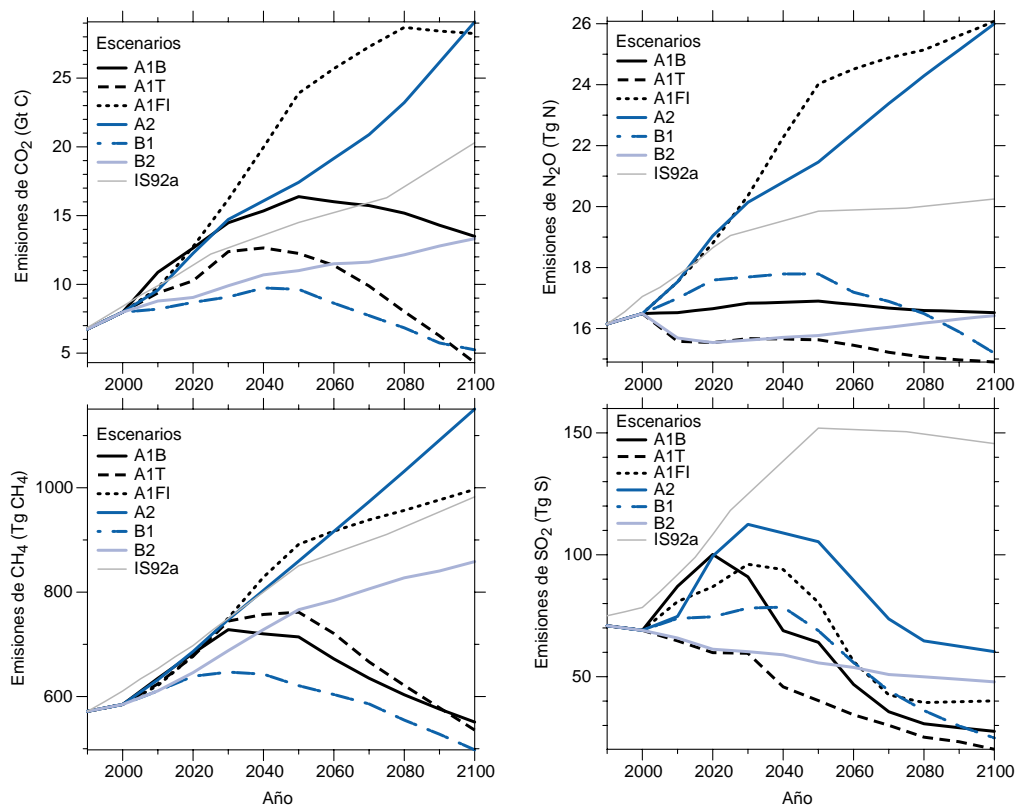 Emisiones de CO2 (Gt C)
25
20
15
10
5
Escenarios
A1B
A1T
A1FI
A2
B1
B2
IS92a
2000 2020 2040 2060 2080 2100
Emisiones de N2O (Tg N)
26
24
22
20
18
16
Escenarios
A1B
A1T
A1FI
A2
B1
B2
IS92a
2000 2020 2040 2060 2080 2100
Emisiones de CH4 (Tg CH4)
1000
800
600
Escenarios
A1B
A1T
A1FI
A2
B1
B2
IS92a
2000 2020 2040 2060 2080 2100
Año
Emisiones de SO2 (Tg S)
150
100
50
Escenarios
A1B
A1T
A1FI
A2
B1
B2
IS92a
2000 2020 2040 2060 2080 2100
Año